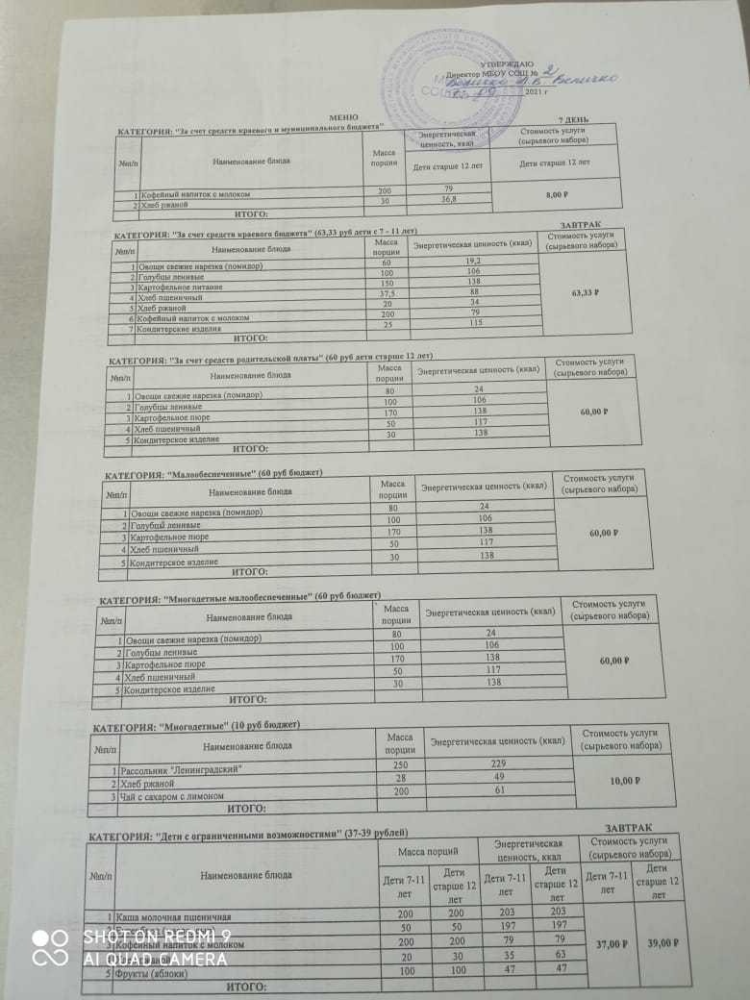 УТВЕРЖДАЮ
Директор МБОУ СОШ № 2
Величко
2021 г
МЕНЮ
7 ДЕНЬ
КАТЕГОРИЯ: "За счет средств краевого и муниципального бюджета"
№п/п Наименование блюда Масса порции Энергетическая ценность, ккал Стоимость услуги (сырьевого набора)
Дети старше 12 лет Дети старше 12 лет
1 Кофейный напиток с молоком 200 79 8,00 ₽
2 Хлеб ржаной 30 36,8
ИТОГО:
КАТЕГОРИЯ: "За счет средств краевого бюджета" (63,33 руб дети с 7 - 11 лет) ЗАВТРАК
№п/п Наименование блюда Масса порции Энергетическая ценность (ккал) Стоимость услуги (сырьевого набора)
1 Овощи свежие нарезка (помидор) 60 19,2 63,33 ₽
2 Голубцы ленивые 100 106
3 Картофельное питание 150 138
4 Хлеб пшеничный 37,5 88
5 Хлеб ржаной 20 34
6 Кофейный напиток с молоком 200 79
7 Кондитерские изделия 25 115
ИТОГО:
КАТЕГОРИЯ: "За счет средств родительской платы" (60 руб дети старше 12 лет)
№п/п Наименование блюда Масса порции Энергетическая ценность (ккал) Стоимость услуги (сырьевого набора)
1 Овощи свежие нарезка (помидор) 80 24 60,00 ₽
2 Голубцы ленивые 100 106
3 Картофельное пюре 170 138
4 Хлеб пшеничный 50 117
5 Кондитерское изделие 30 138
ИТОГО:
КАТЕГОРИЯ: "Малообеспеченные" (60 руб бюджет)
№п/п Наименование блюда Масса порции Энергетическая ценность (ккал) Стоимость услуги (сырьевого набора)
1 Овощи свежие нарезка (помидор) 80 24 60,00 ₽
2 Голубцы ленивые 100 106
3 Картофельное пюре 170 138
4 Хлеб пшеничный 50 117
5 Кондитерское изделие 30 138
ИТОГО:
КАТЕГОРИЯ: "Многодетные малообеспеченные" (60 руб бюджет)
№п/п Наименование блюда Масса порции Энергетическая ценность (ккал) Стоимость услуги (сырьевого набора)
1 Овощи свежие нарезка (помидор) 80 24 60,00 ₽
2 Голубцы ленивые 100 106
3 Картофельное пюре 170 138
4 Хлеб пшеничный 50 117
5 Кондитерское изделие 30 138
ИТОГО:
КАТЕГОРИЯ: "Многодетные" (10 руб бюджет)
№п/п Наименование блюда Масса порции Энергетическая ценность (ккал) Стоимость услуги (сырьевого набора)
1 Рассольник "Ленинградский" 250 229 10,00 ₽
2 Хлеб ржаной 28 49
3 Чай с сахаром с лимоном 200 61
ИТОГО:
КАТЕГОРИЯ: "Дети с ограниченными возможностями" (37-39 рублей) ЗАВТРАК
№п/п Наименование блюда Масса порций Энергетическая ценность, ккал Стоимость услуги (сырьевого набора)
Дети 7-11 лет Дети старше 12 лет Дети 7-11 лет Дети старше 12 лет Дети 7-11 лет Дети старше 12 лет
1 Каша молочная пшеничная 200 200 203 203 37,00 ₽ 39,00 ₽
50 50 197 197
3 Кофейный напиток с молоком 200 200 79 79
20 30 35 63
5 Фрукты (яблоки) 100 100 47 47
ИТОГО:
SHOT ON REDMI 9
AI QUAD CAMERA